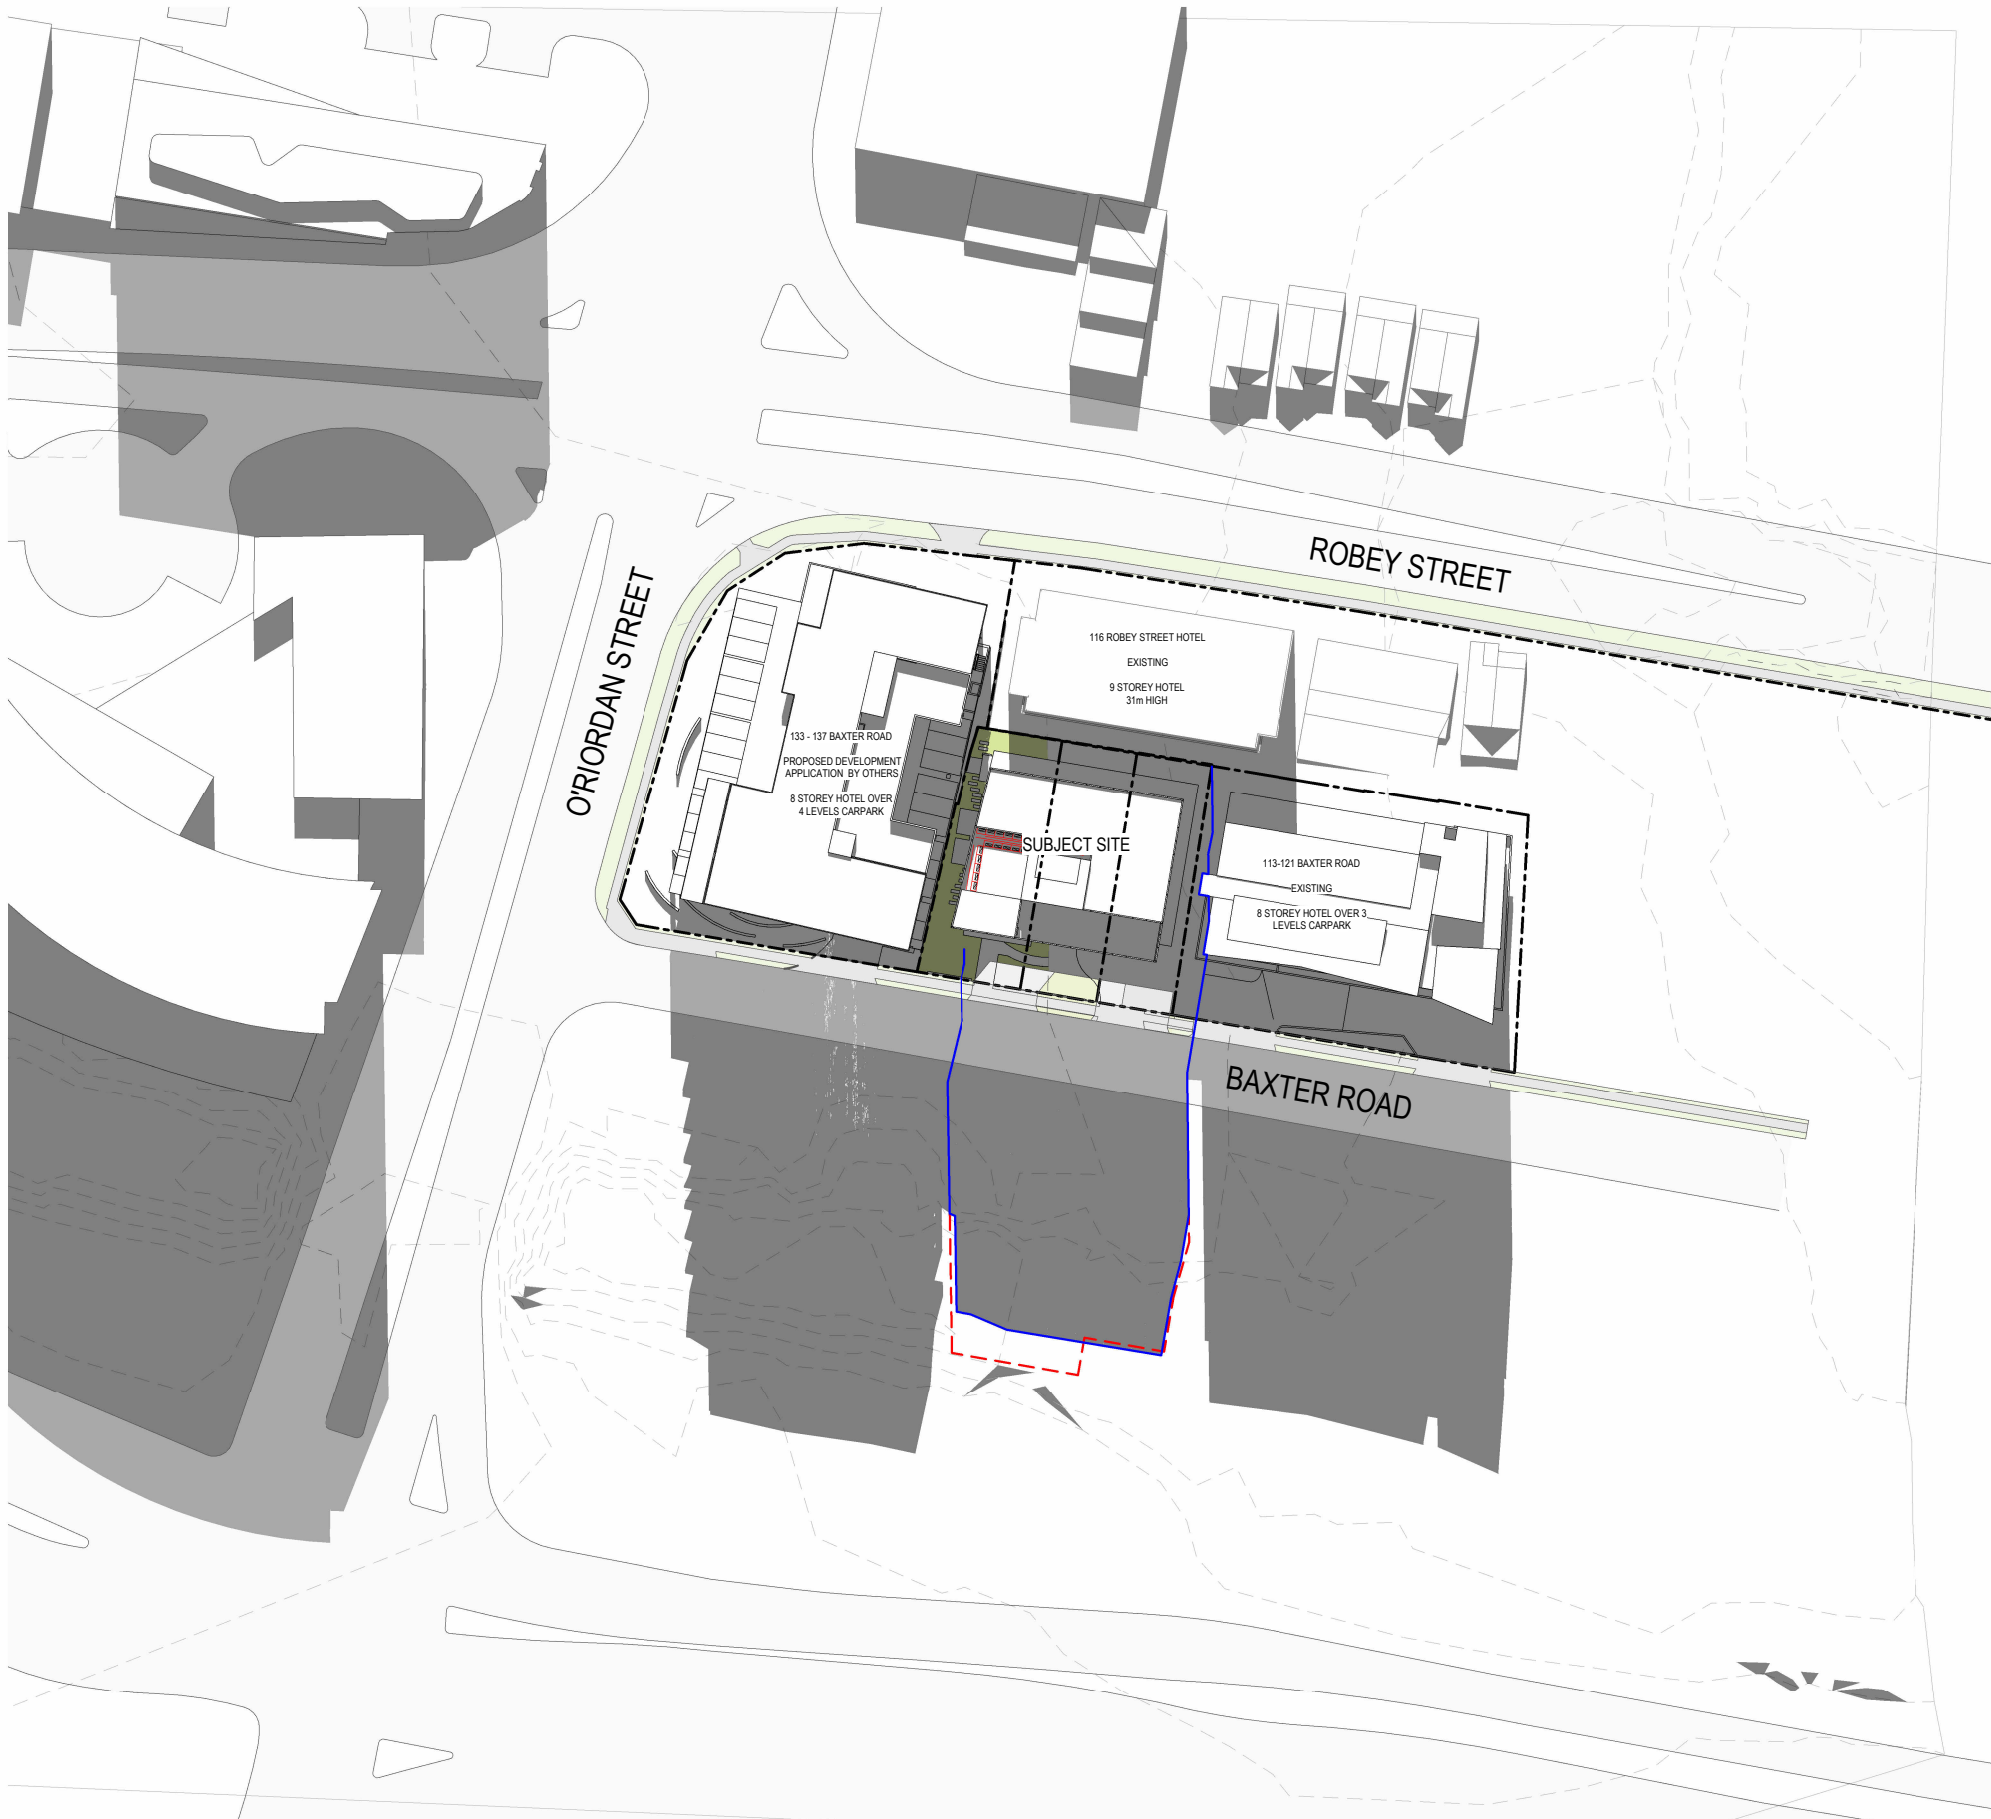 ROBEY STREET
O'RIORDAN STREET
116 ROBEY STREET HOTEL
EXISTING
9 STOREY HOTEL
31m HIGH
133 - 137 BAXTER ROAD
PROPOSED DEVELOPMENT
APPLICATION BY OTHERS
8 STOREY HOTEL OVER
4 LEVELS CARPARK
SUBJECT SITE
113-121 BAXTER ROAD
EXISTING
8 STOREY HOTEL OVER 3
LEVELS CARPARK
BAXTER ROAD